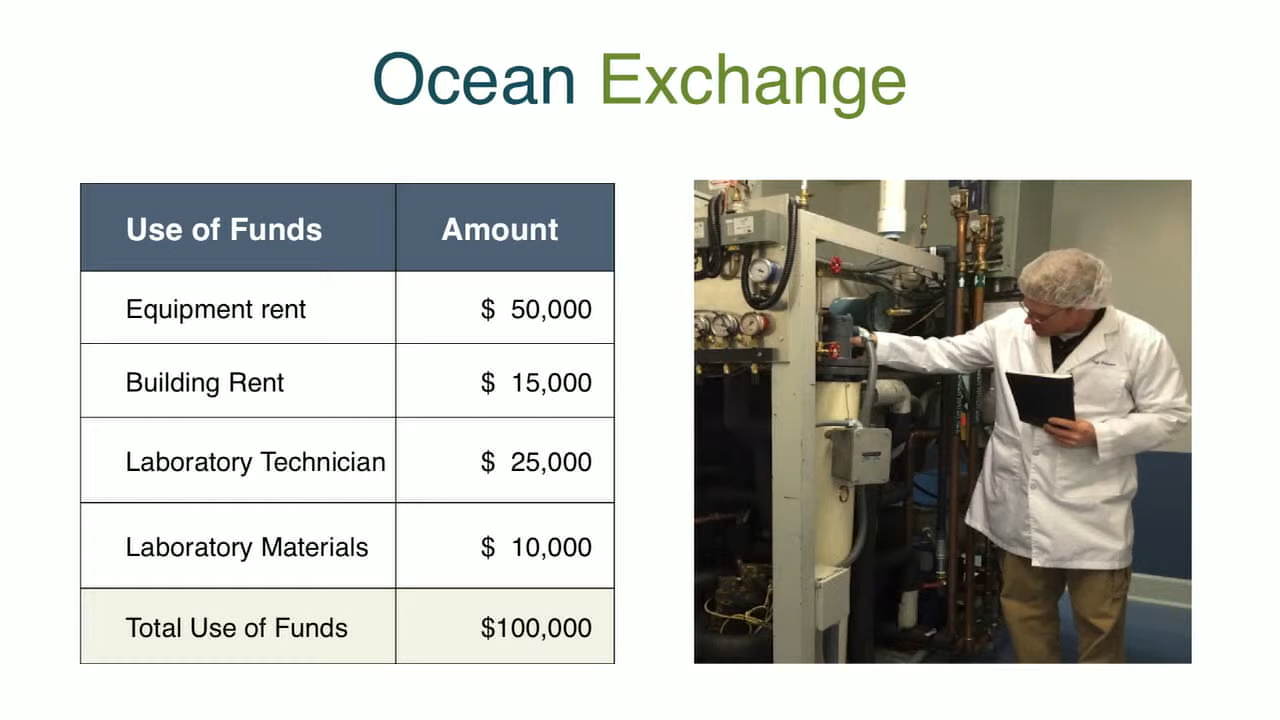 Ocean Exchange
Use of Funds Amount
Equipment rent $ 50,000
Building Rent $ 15,000
Laboratory Technician $ 25,000
Laboratory Materials $ 10,000
Total Use of Funds $100,000